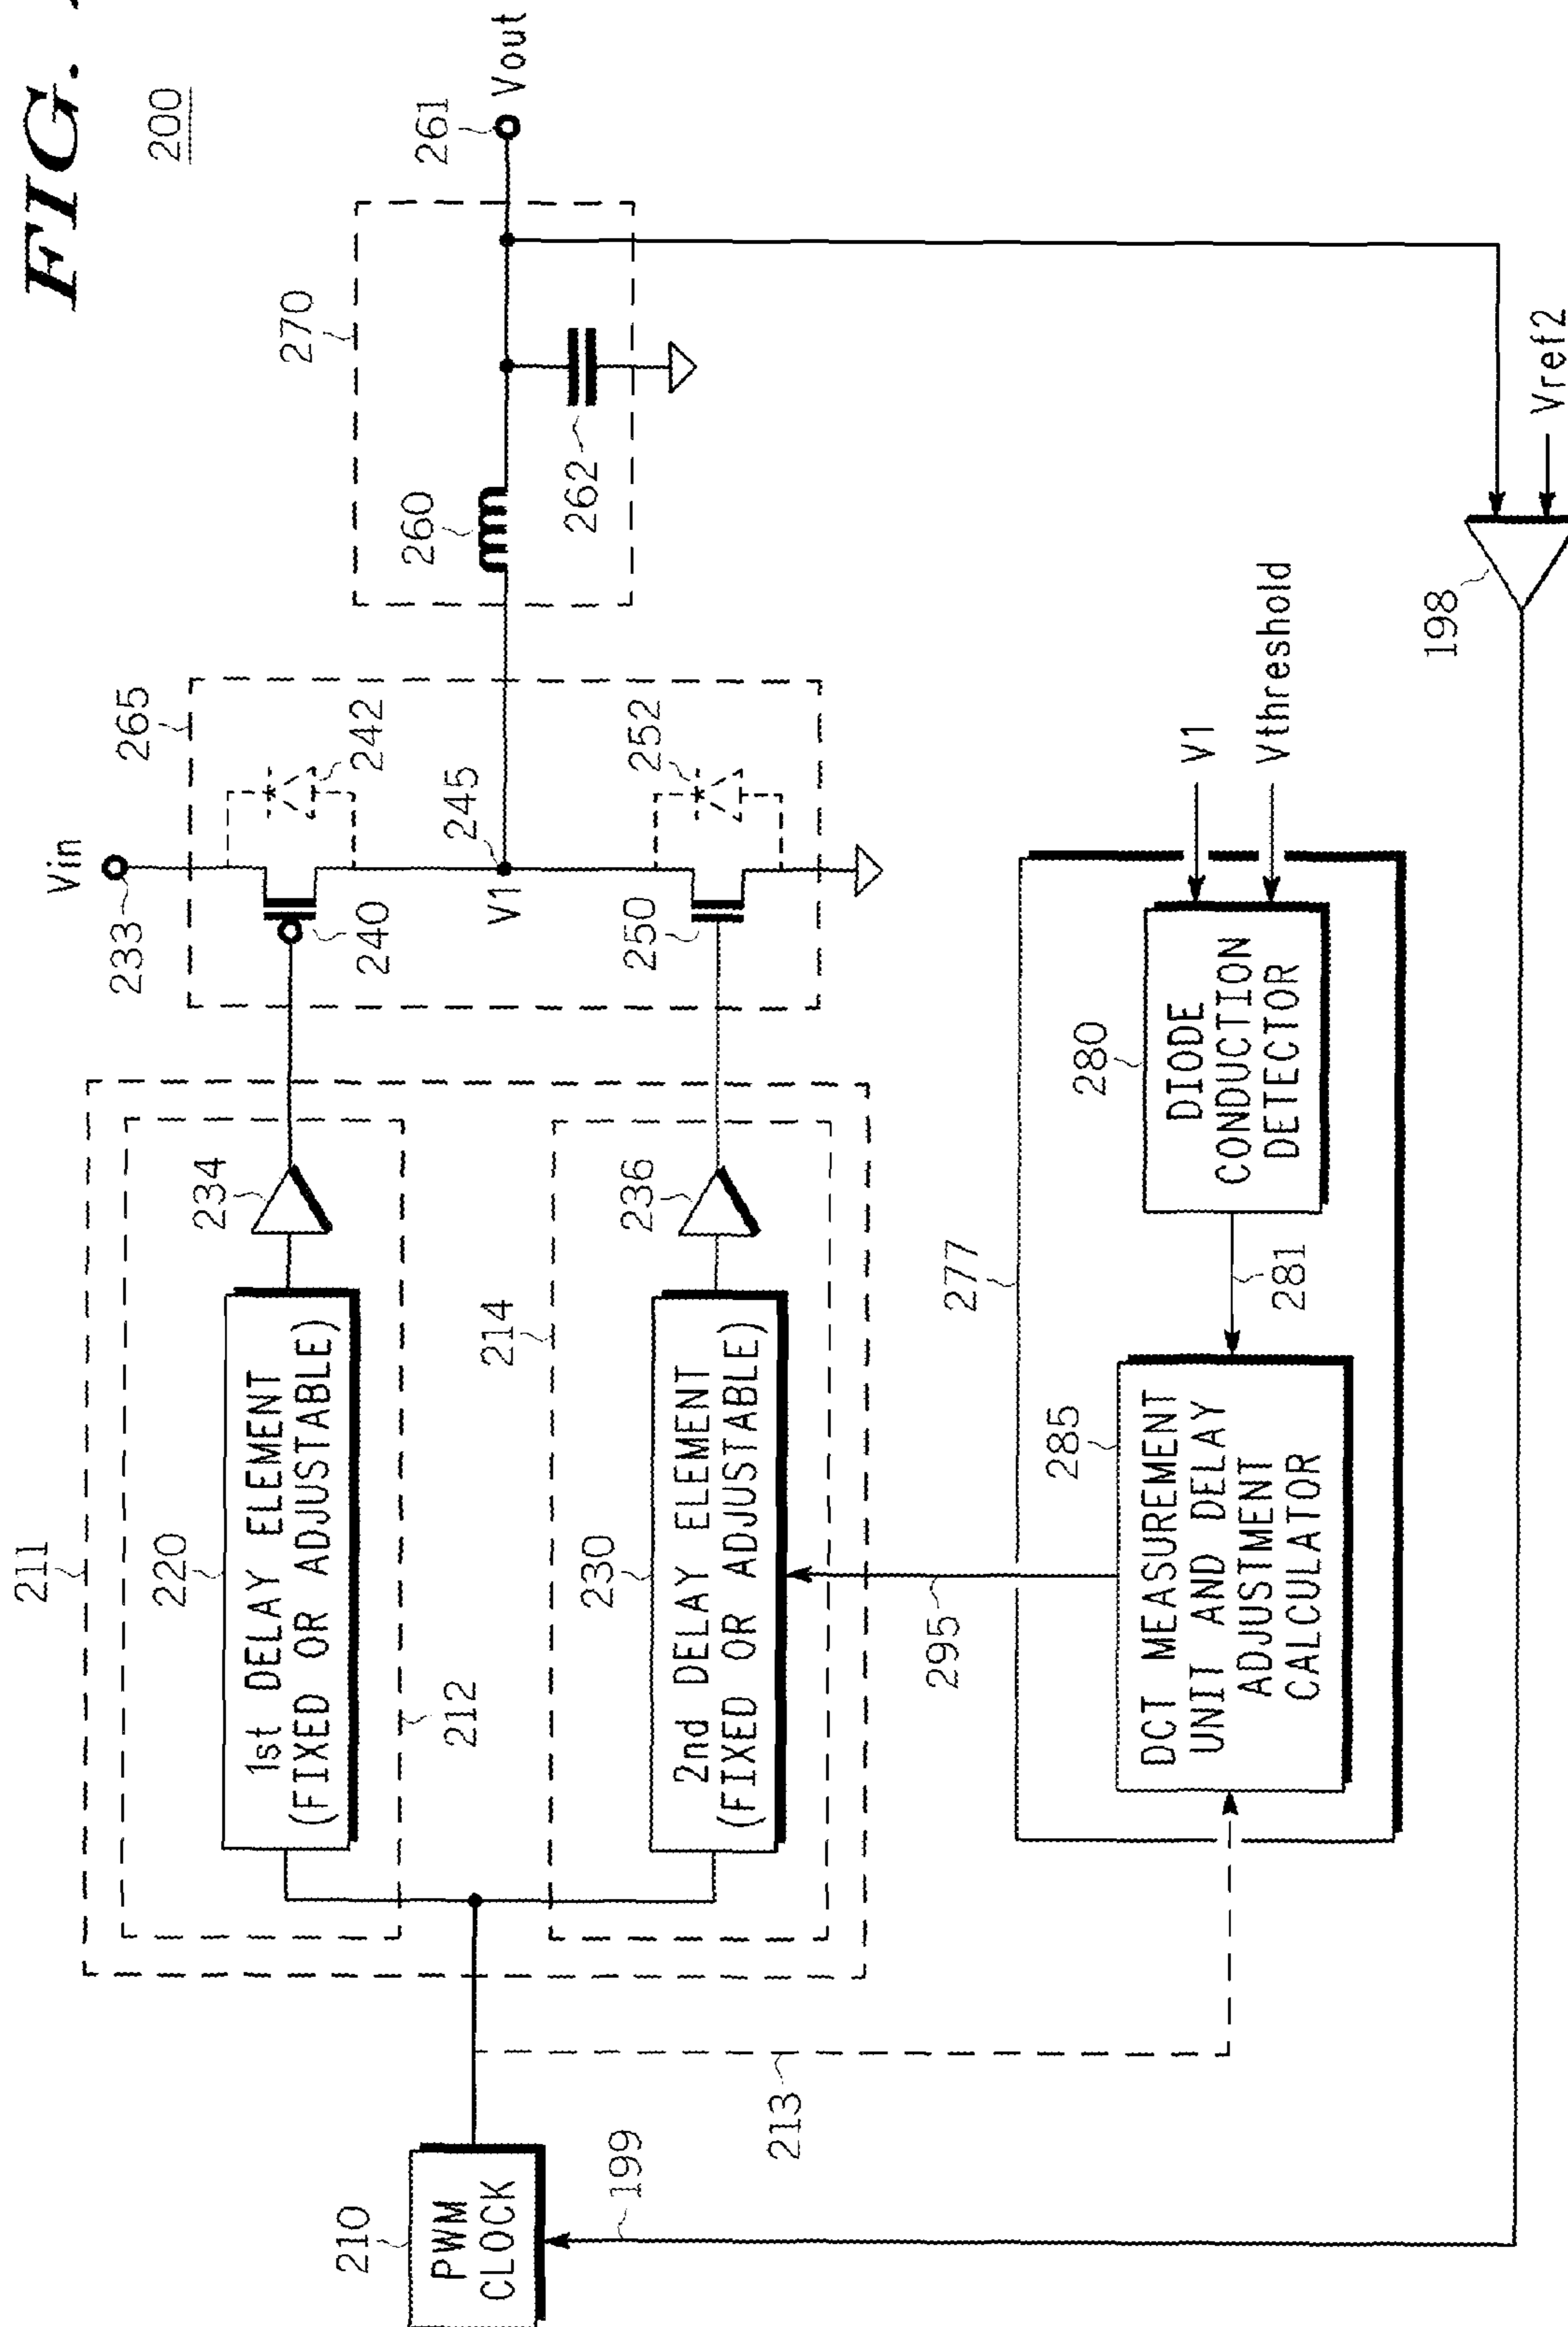 FIG.
200
Vin
233
265
242
240
245
V1
252
250
270
260
262
261
Vout
211
220
1st DELAY ELEMENT
(FIXED OR ADJUSTABLE)
234
212
214
230
2nd DELAY ELEMENT
(FIXED OR ADJUSTABLE)
236
210
PWM
CLOCK
199
213
295
277
285
DCT MEASUREMENT
UNIT AND DELAY
ADJUSTMENT
CALCULATOR
281
280
DIODE
CONDUCTION
DETECTOR
V1
Vthreshold
198
Vref2